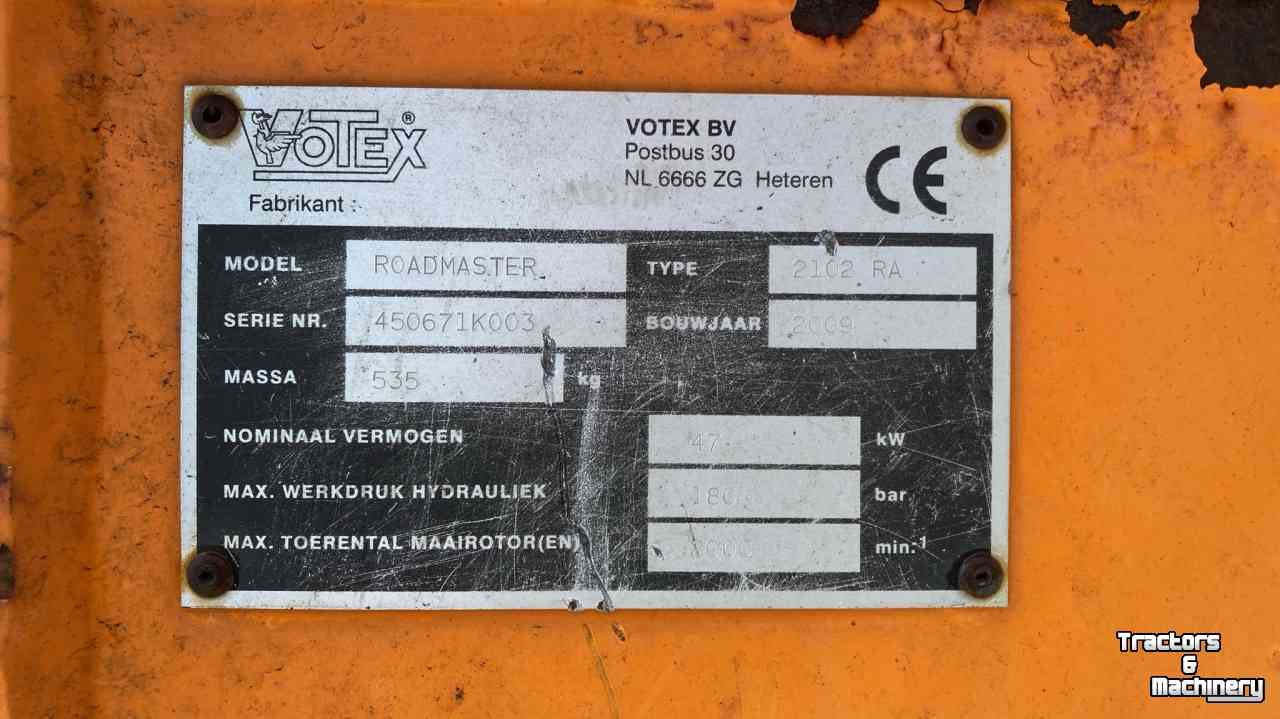 VOTEX®
VOTEX BV
Postbus 30
NL 6666 ZG Heteren
CE
Fabrikant :
MODEL ROADMASTER TYPE 2102 RA
SERIE NR. 450671K003 BOUWJAAR 2009
MASSA 535 kg
NOMINAAL VERMOGEN 47 kW
MAX. WERKDRUK HYDRAULIEK 180 bar
MAX. TOERENTAL MAAIROTOR(EN) min.-1
Tractors
&
Machinery